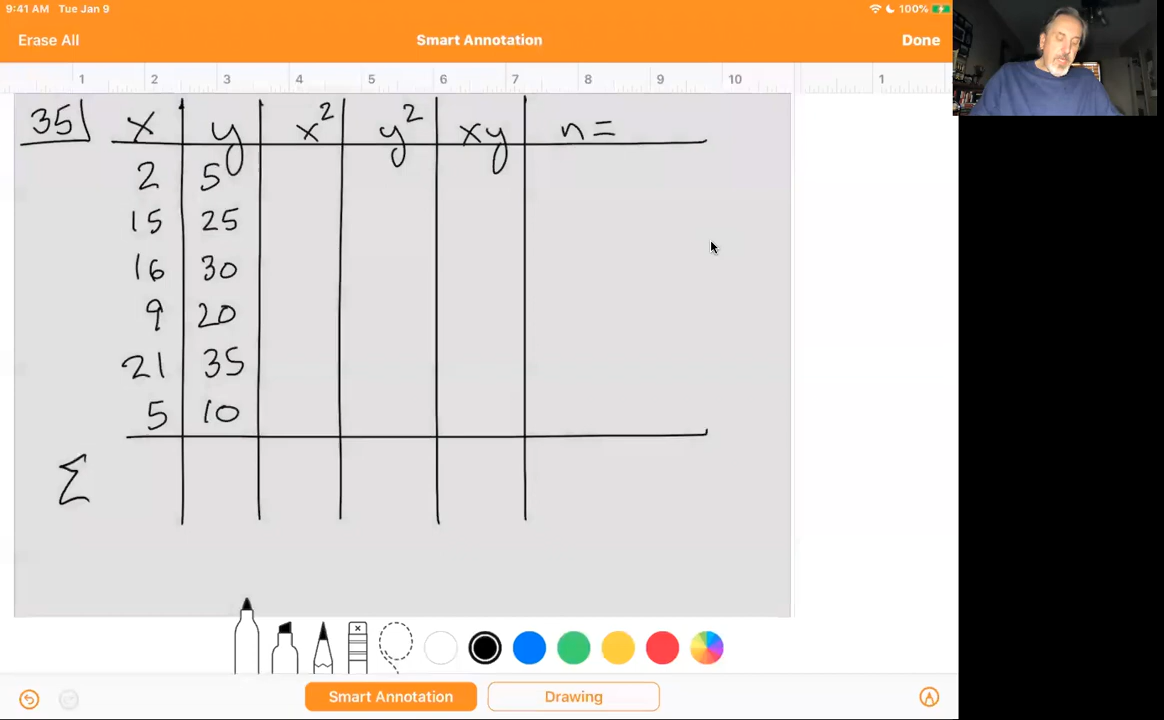 9:41 AM Tue Jan 9
100%
Erase All
Smart Annotation
Done
1 2 3 4 5 6 7 8 9 10 1
35 x y x² y² xy n =
2 5
15 25
16 30
9 20
21 35
5 10
Σ
Smart Annotation
Drawing